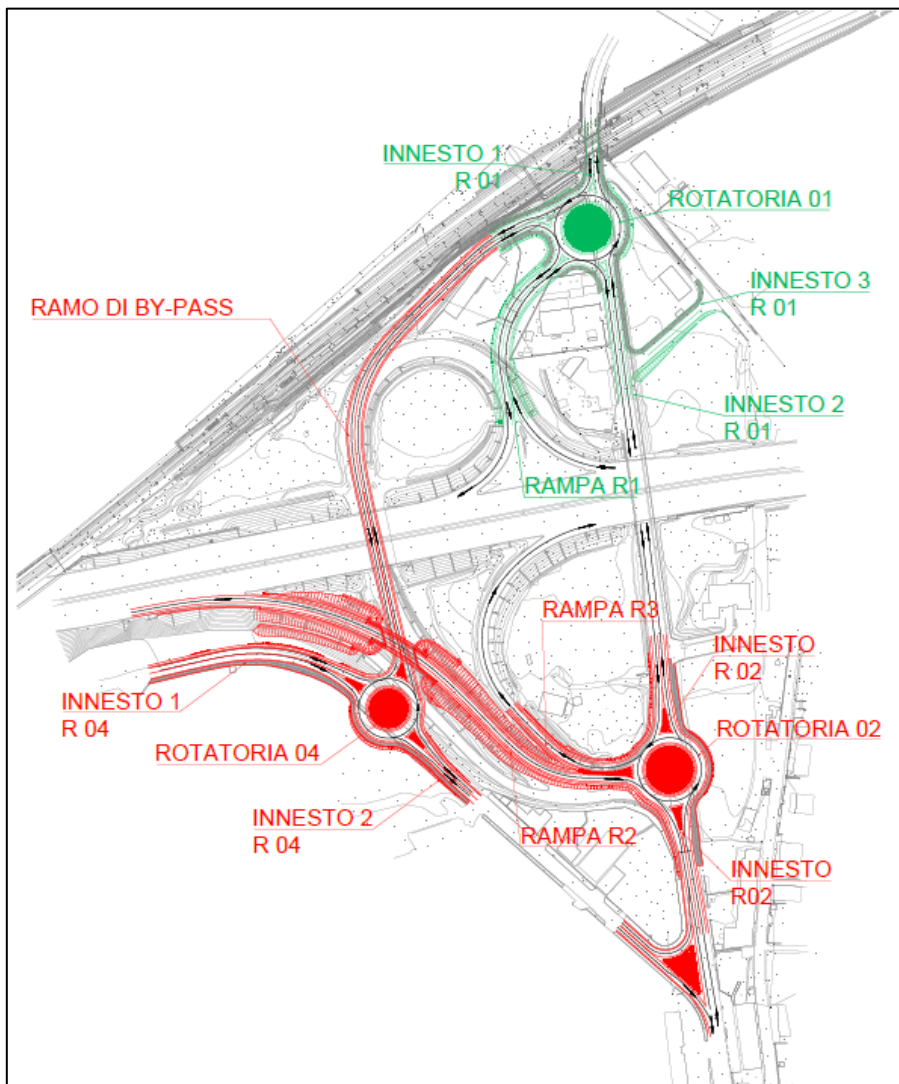 INNESTO 1
R 01
ROTATORIA 01
INNESTO 3
R 01
RAMO DI BY-PASS
INNESTO 2
R 01
RAMPA R1
RAMPA R3
INNESTO
R 02
INNESTO 1
R 04
ROTATORIA 02
ROTATORIA 04
INNESTO 2
R 04
RAMPA R2
INNESTO
R02